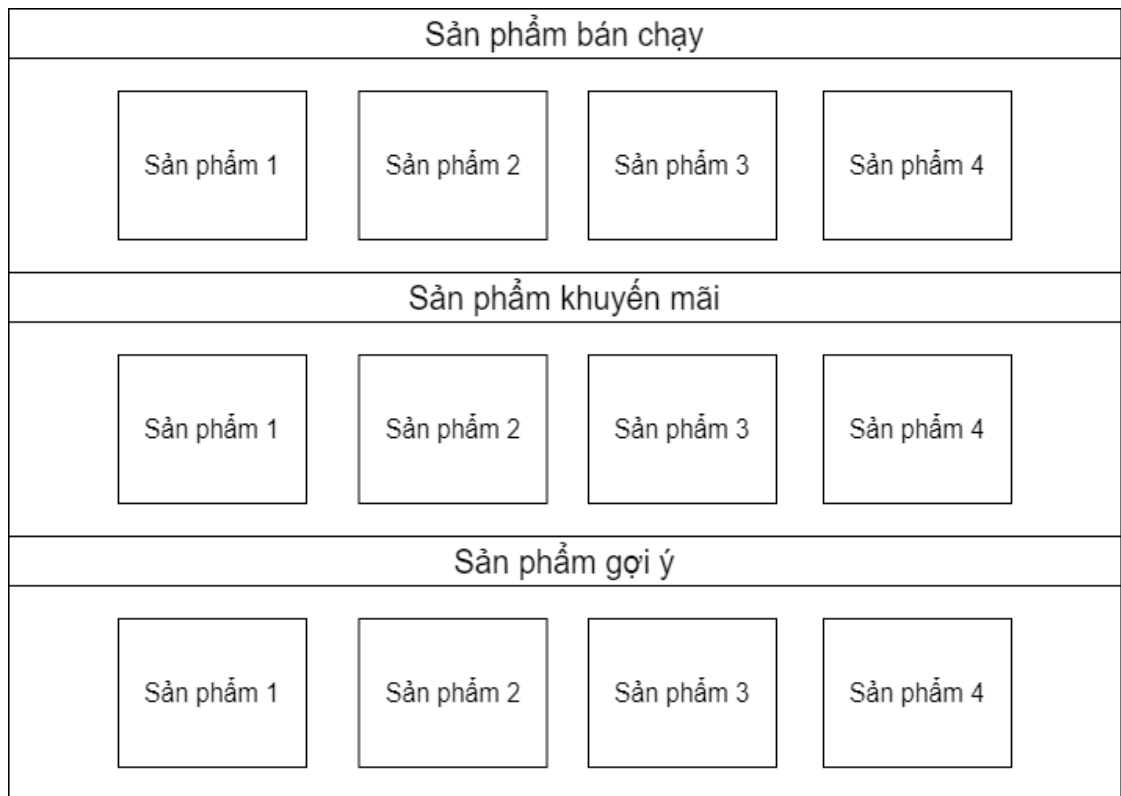 Sản phẩm bán chạy
Sản phẩm 1
Sản phẩm 2
Sản phẩm 3
Sản phẩm 4
Sản phẩm khuyến mãi
Sản phẩm 1
Sản phẩm 2
Sản phẩm 3
Sản phẩm 4
Sản phẩm gợi ý
Sản phẩm 1
Sản phẩm 2
Sản phẩm 3
Sản phẩm 4